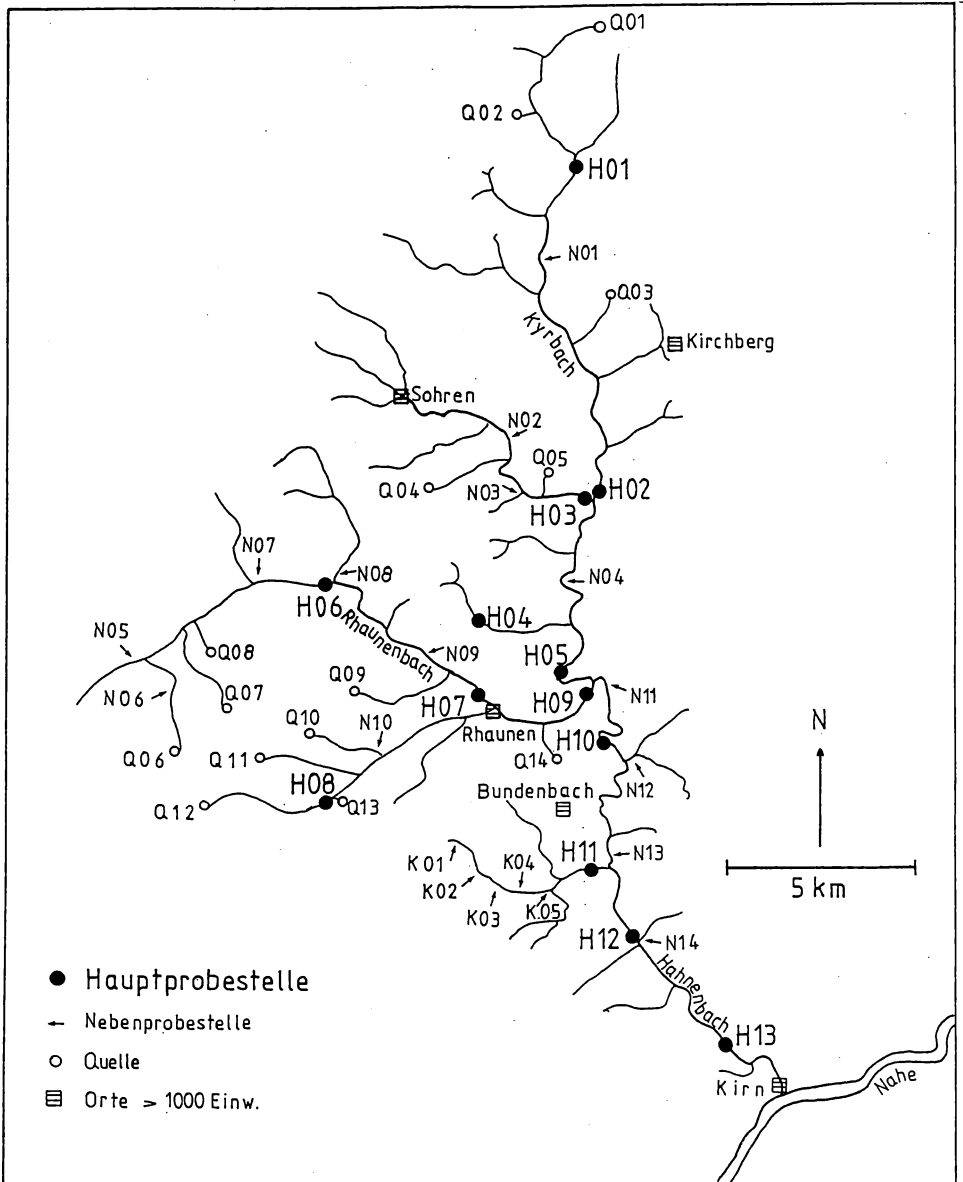 Q01
Q02
H01
N01
Q03
Kyrbach
Kirchberg
Sohren
N02
Q05
Q04
N03
H02
H03
N07
N08
N04
H06
H04
Rhaunenbach
N05
Q08
N09
H05
N06
Q07
Q09
H07
H09
N11
N
Q10
N10
Rhaunen
H10
Q06
Q11
Q14
Q12
H08
Q13
Bundenbach
N12
K01
K04
H11
N13
K02
K03
K05
5 km
H12
N14
Hahnenbach
Hauptprobestelle
Nebenprobestelle
H13
Quelle
Kirn
Nahe
Orte > 1000 Einw.